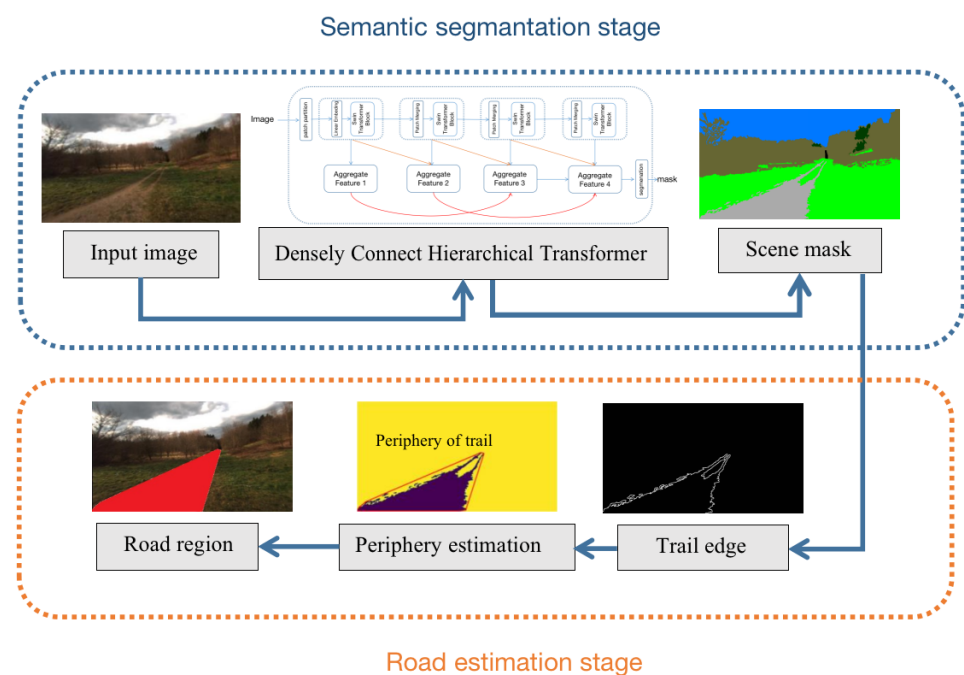 Semantic segmantation stage
Image
patch partition
Linear Embeding
Swin
Transformer
Block
Patch Merging
Swin
Transformer
Block
Patch Merging
Swin
Transformer
Block
Patch Merging
Swin
Transformer
Block
Aggregate
Feature 1
Aggregate
Feature 2
Aggregate
Feature 3
Aggregate
Feature 4
mask
Input image
Densely Connect Hierarchical Transformer
Scene mask
Periphery of trail
Road region
Periphery estimation
Trail edge
Road estimation stage